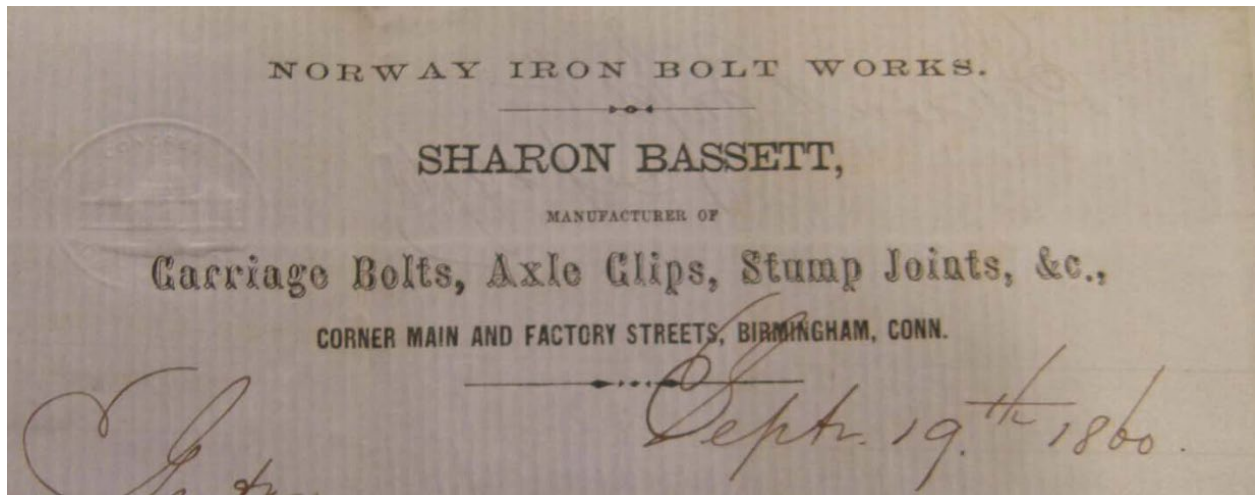 NORWAY IRON BOLT WORKS.
SHARON BASSETT,
MANUFACTURER OF
Carriage Bolts, Axle Clips, Stump Joints, &c.,
CORNER MAIN AND FACTORY STREETS, BIRMINGHAM, CONN.
Septr. 19th 1860.